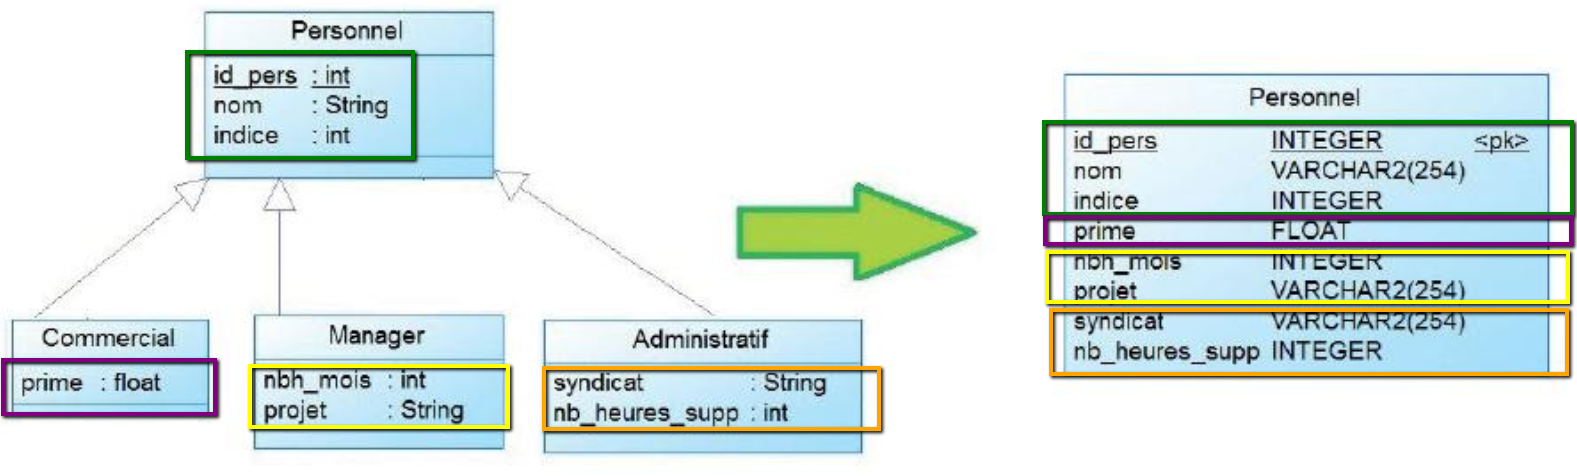 Personnel
id_pers : int
nom : String
indice : int
Commercial
prime : float
Manager
nbh_mois : int
projet : String
Administratif
syndicat : String
nb_heures_supp : int
Personnel
id_pers INTEGER <pk>
nom VARCHAR2(254)
indice INTEGER
prime FLOAT
nbh_mois INTEGER
projet VARCHAR2(254)
syndicat VARCHAR2(254)
nb_heures_supp INTEGER